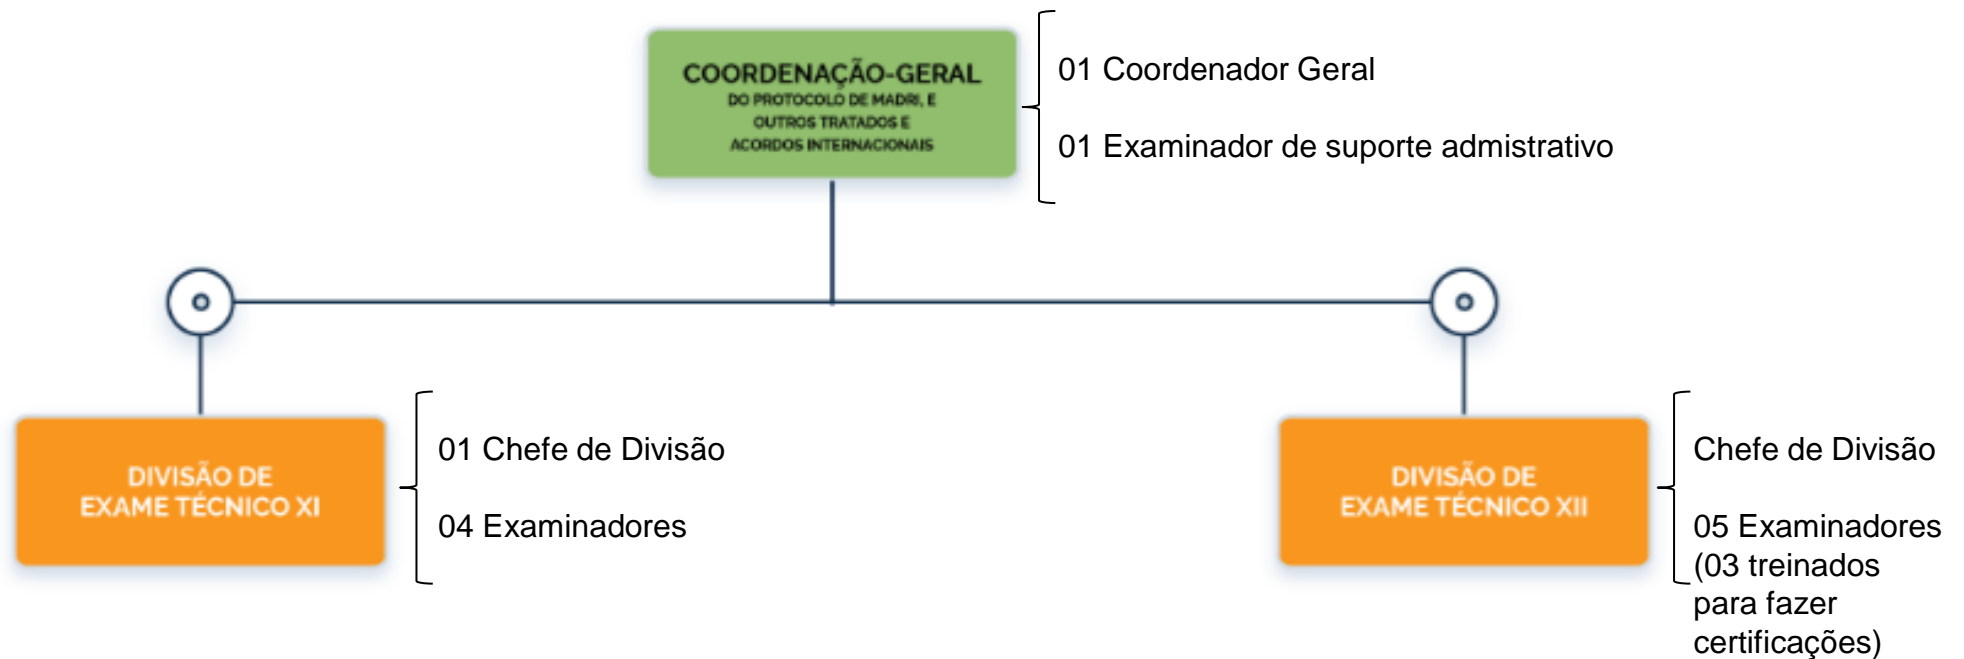 COORDENAÇÃO-GERAL
DO PROTOCOLO DE MADRI, E
OUTROS TRATADOS E
ACORDOS INTERNACIONAIS
01 Coordenador Geral
01 Examinador de suporte admistrativo
DIVISÃO DE
EXAME TÉCNICO XI
01 Chefe de Divisão
04 Examinadores
DIVISÃO DE
EXAME TÉCNICO XII
Chefe de Divisão
05 Examinadores
(03 treinados
para fazer
certificações)